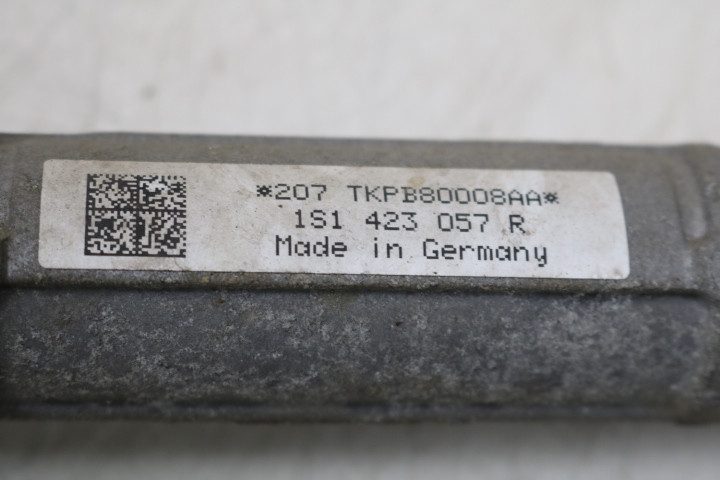 *207 TKPB80008AA*
1S1 423 057 R
Made in Germany